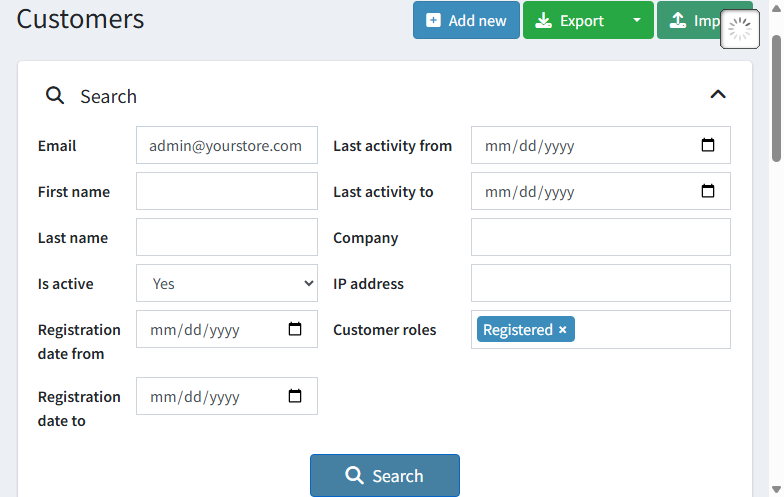 Customers
Add new
Export
Imp
Search
Email
admin@yourstore.com
Last activity from
mm/dd/yyyy
First name
Last activity to
mm/dd/yyyy
Last name
Company
Is active
Yes
IP address
Registration date from
mm/dd/yyyy
Customer roles
Registered ×
Registration date to
mm/dd/yyyy
Search